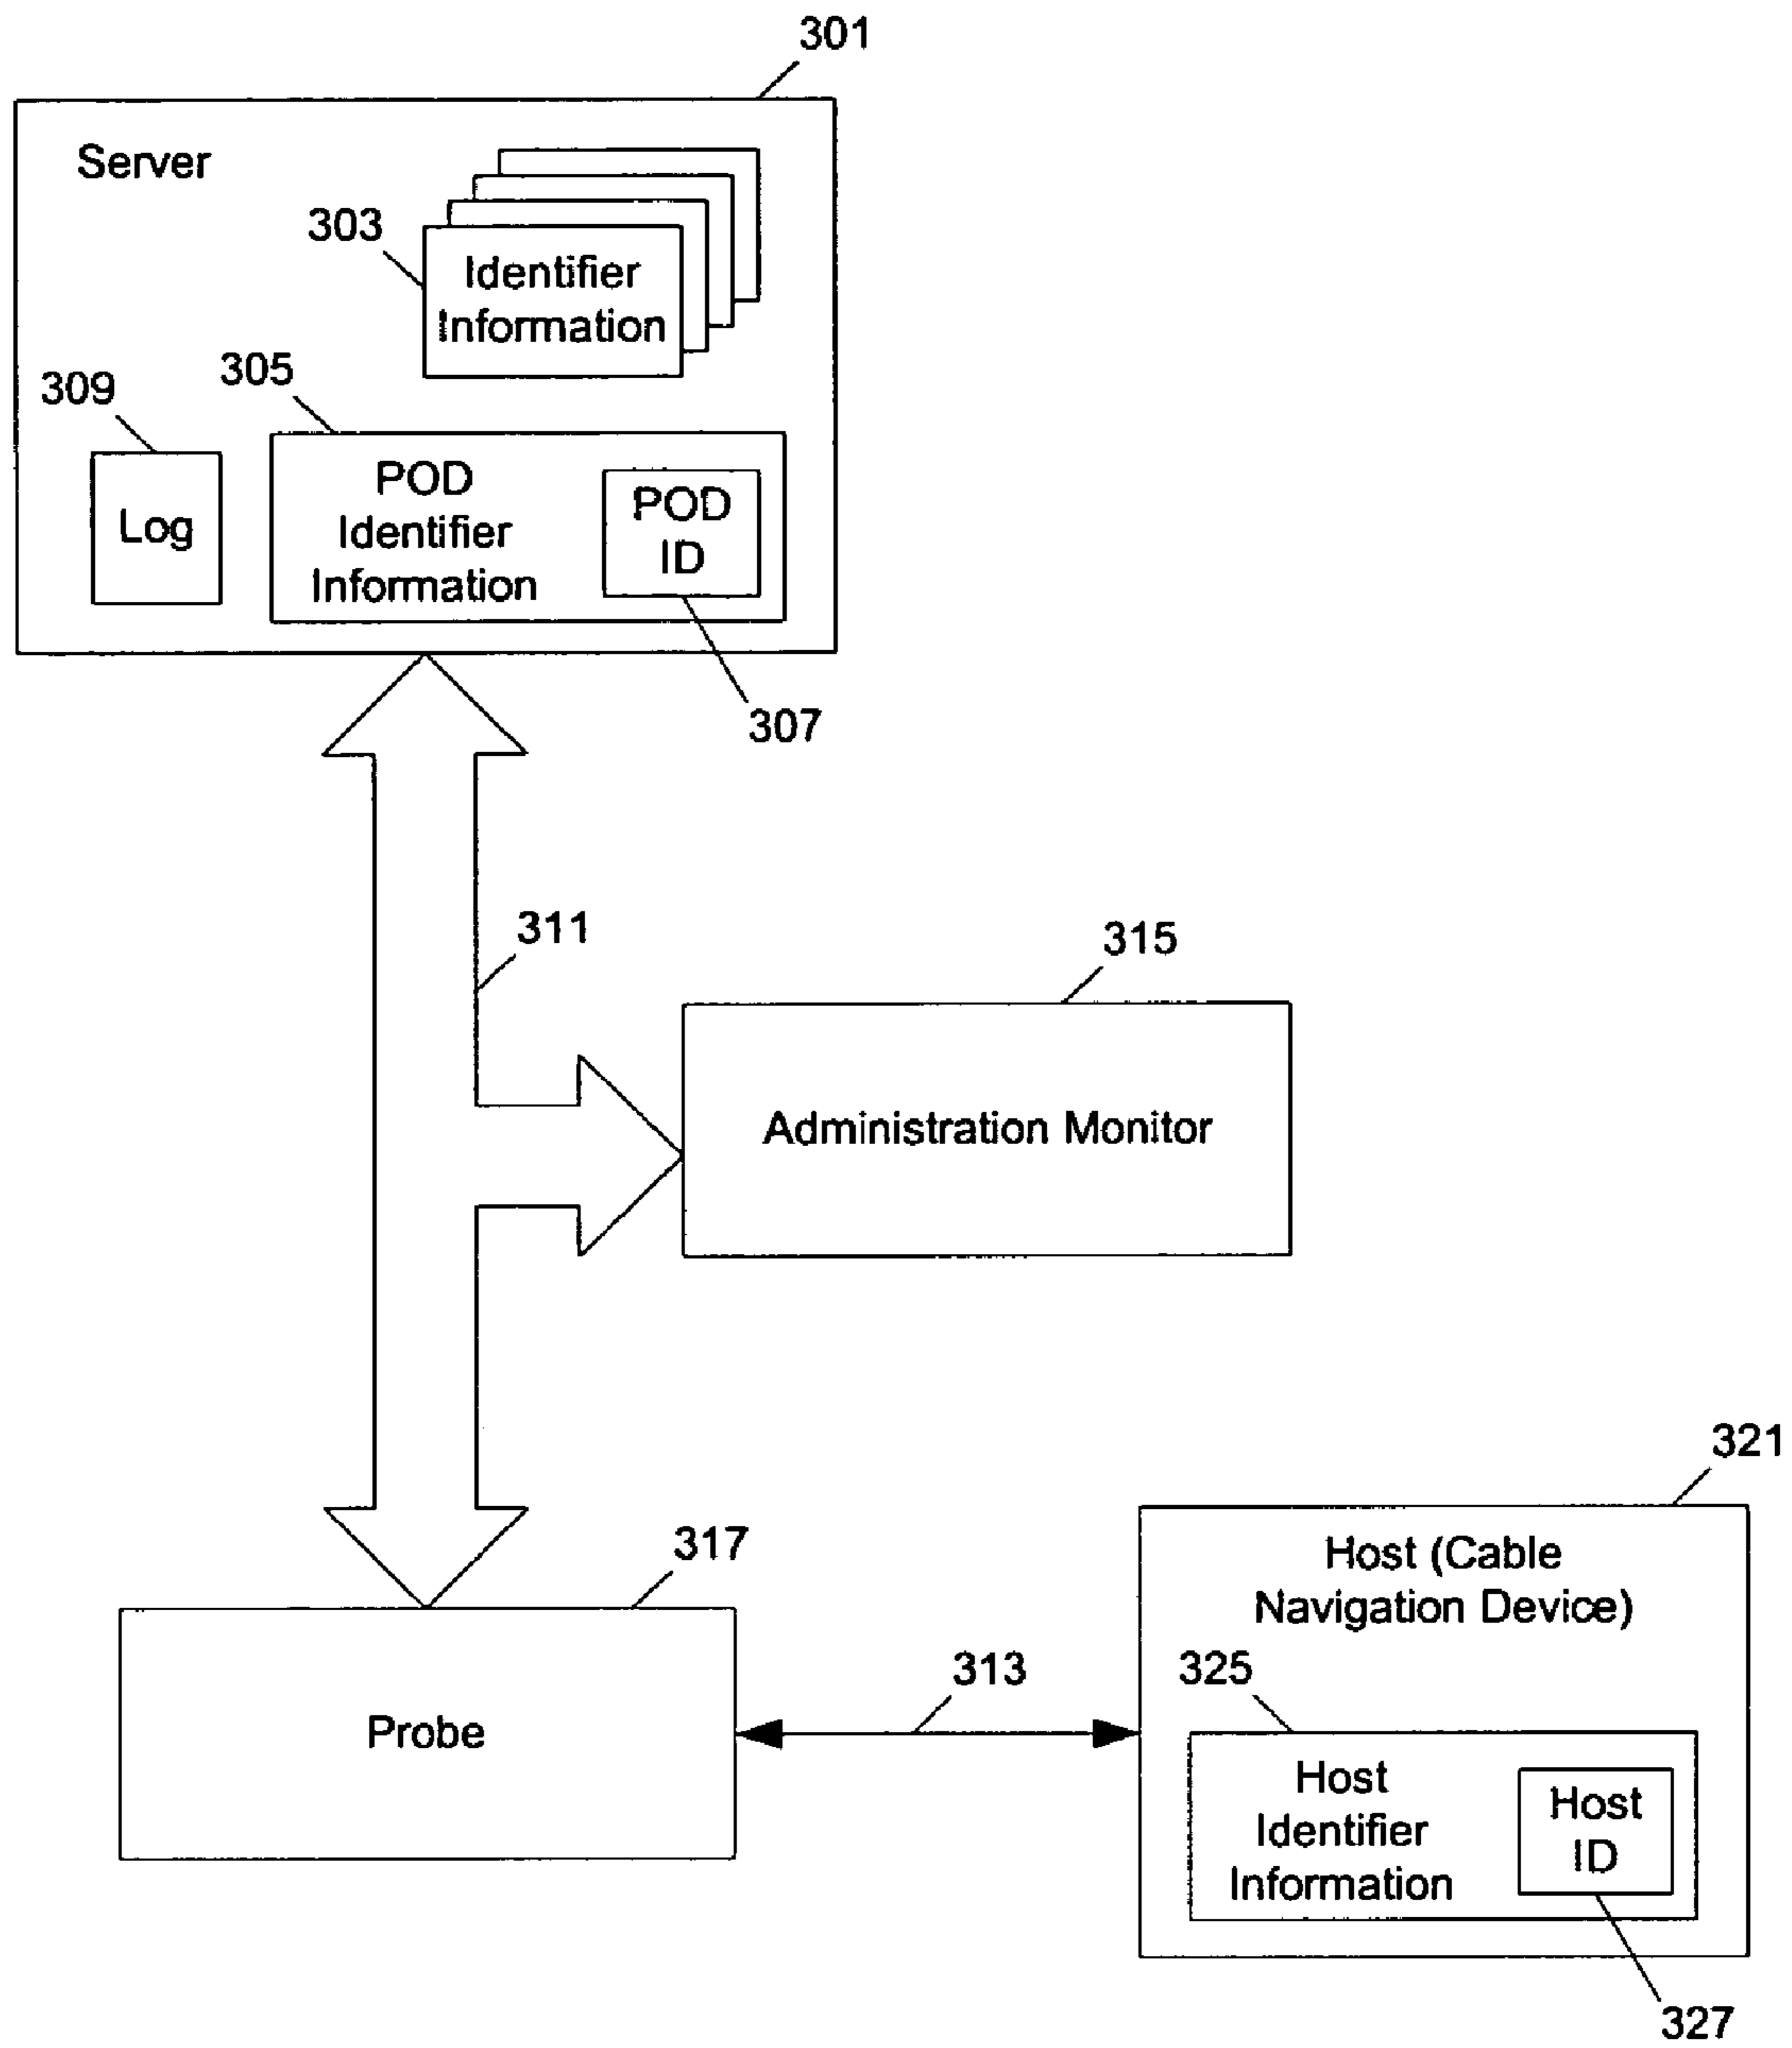 301
Server
303
Identifier
Information
305
309
POD
Identifier
Information
POD
ID
Log
307
311
315
Administration Monitor
321
317
Host (Cable
Navigation Device)
313
325
Probe
Host
Identifier
Information
Host
ID
327